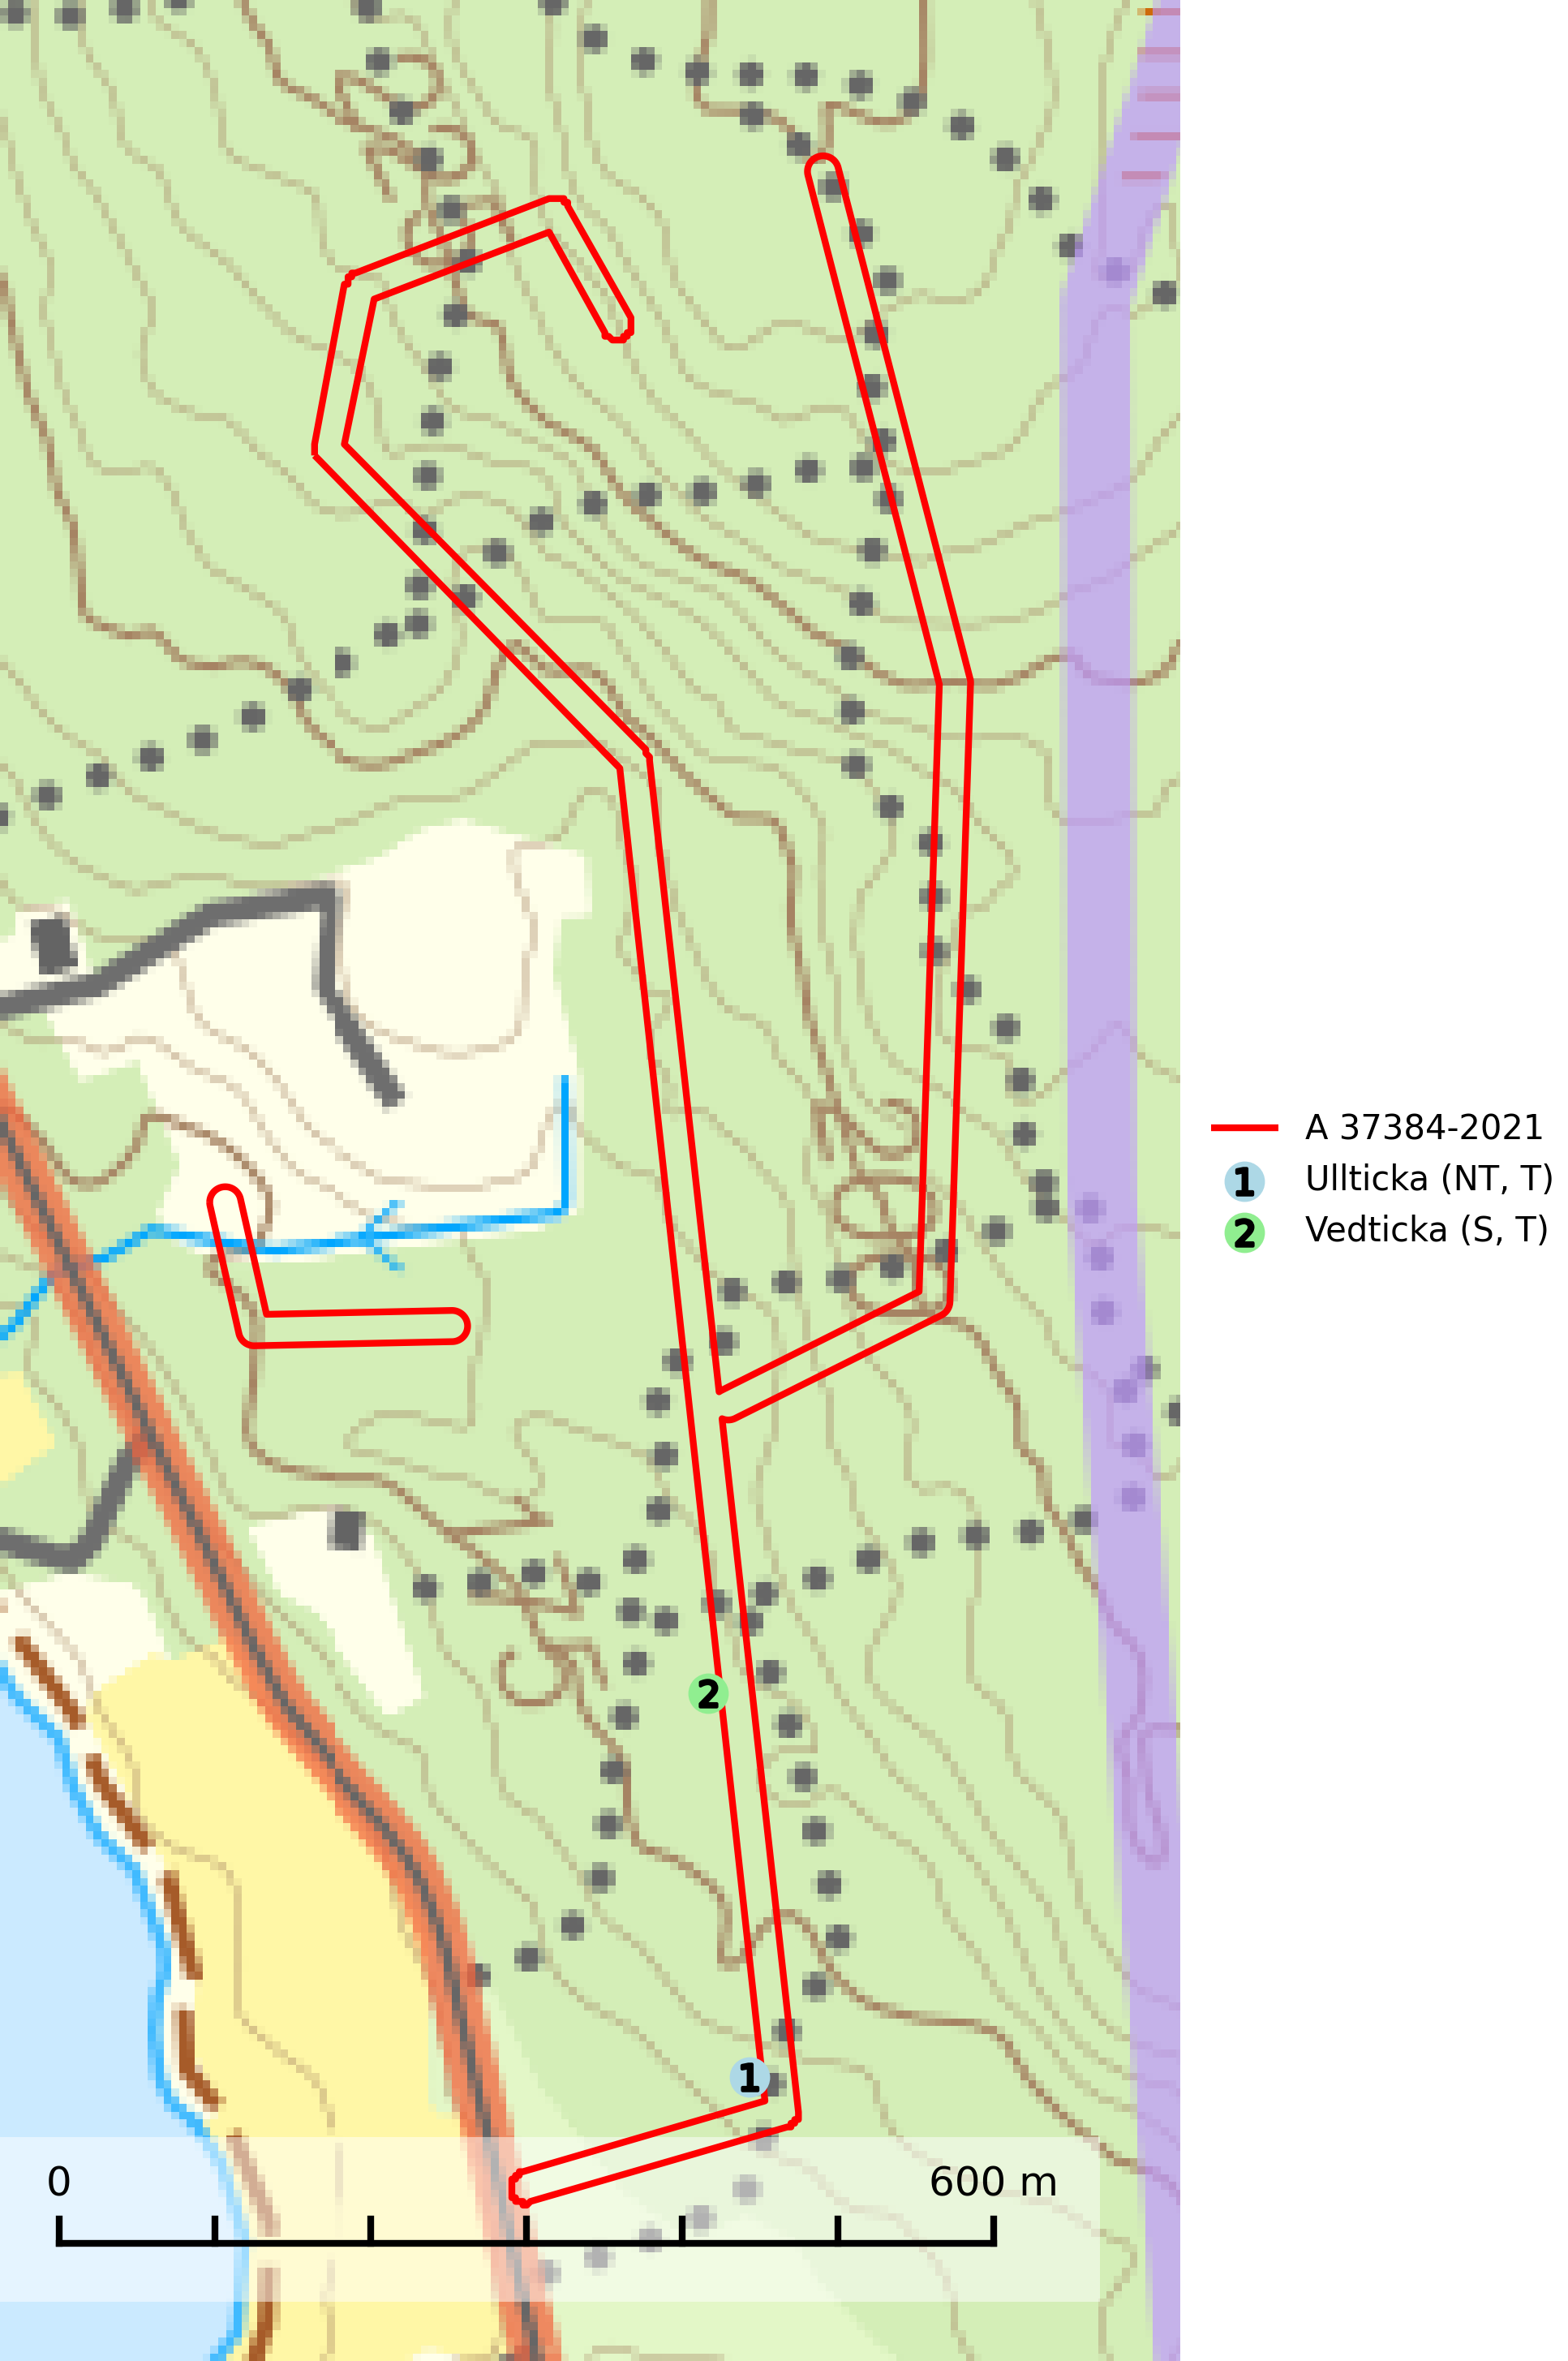 A 37384-2021
1 Ullticka (NT, T)
2 Vedticka (S, T)
2
1
0 600 m